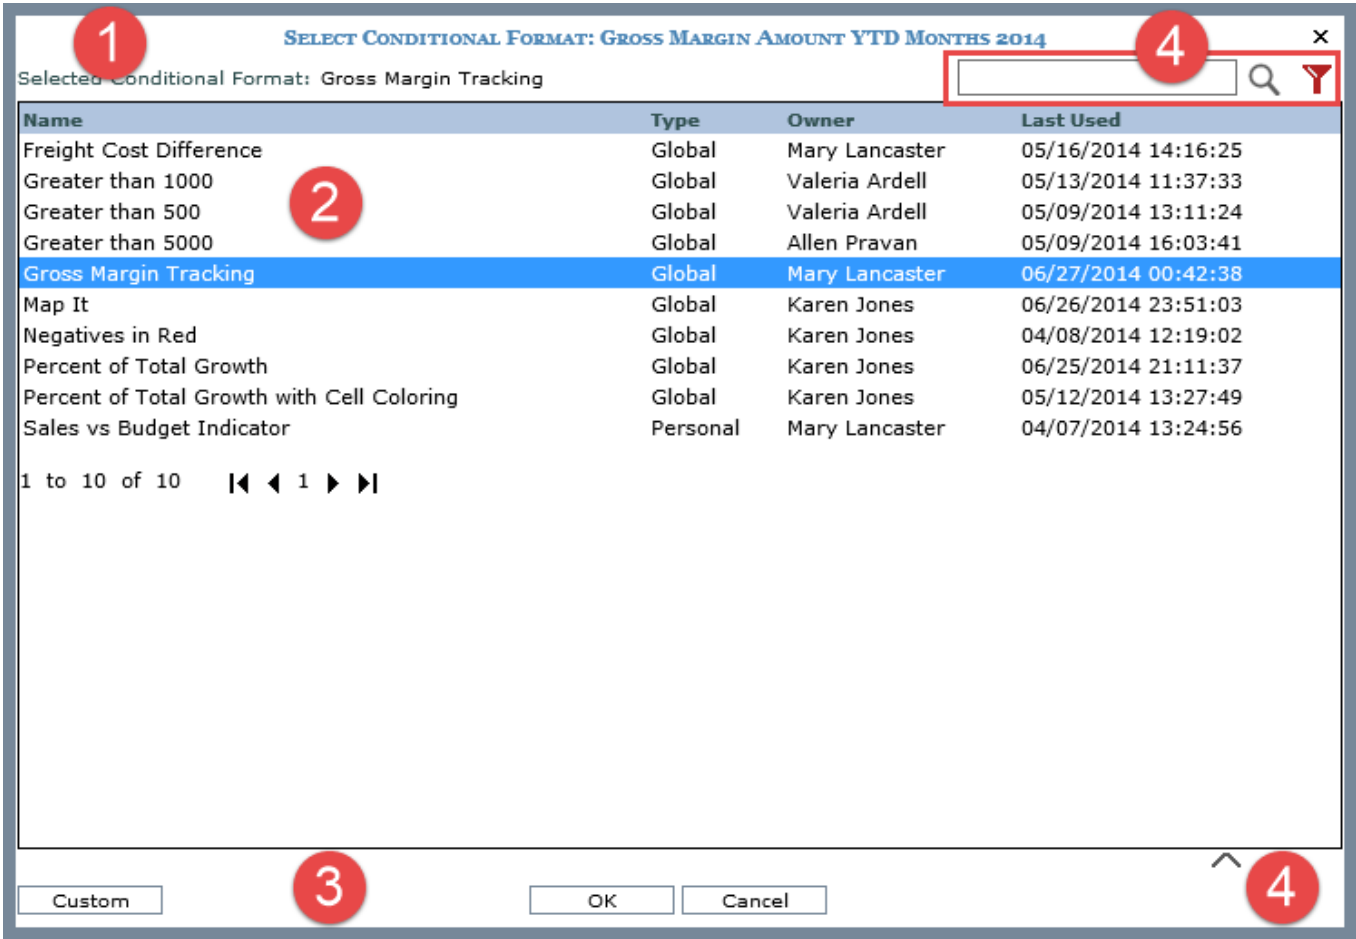 1
SELECT CONDITIONAL FORMAT: GROSS MARGIN AMOUNT YTD MONTHS 2014
4
×
Selected Conditional Format: Gross Margin Tracking
Name Type Owner Last Used
Freight Cost Difference Global Mary Lancaster 05/16/2014 14:16:25
Greater than 1000 Global Valeria Ardell 05/13/2014 11:37:33
2
Greater than 500 Global Valeria Ardell 05/09/2014 13:11:24
Greater than 5000 Global Allen Pravan 05/09/2014 16:03:41
Gross Margin Tracking Global Mary Lancaster 06/27/2014 00:42:38
Map It Global Karen Jones 06/26/2014 23:51:03
Negatives in Red Global Karen Jones 04/08/2014 12:19:02
Percent of Total Growth Global Karen Jones 06/25/2014 21:11:37
Percent of Total Growth with Cell Coloring Global Karen Jones 05/12/2014 13:27:49
Sales vs Budget Indicator Personal Mary Lancaster 04/07/2014 13:24:56
1 to 10 of 10 1
Custom 3 OK Cancel 4